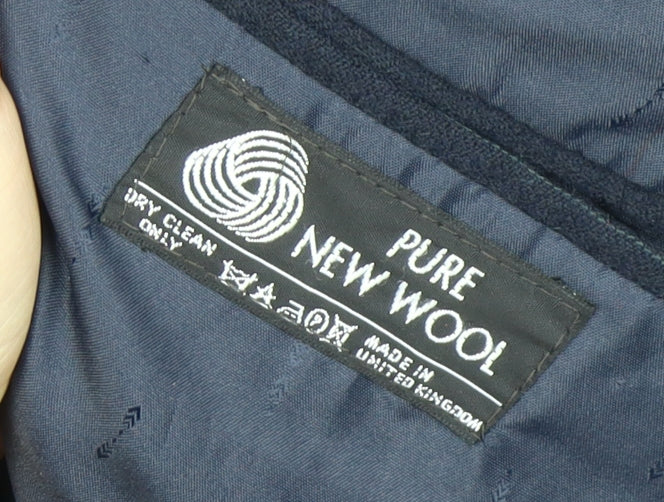 PURE
NEW WOOL
DRY CLEAN
ONLY
MADE IN
UNITED KINGDOM